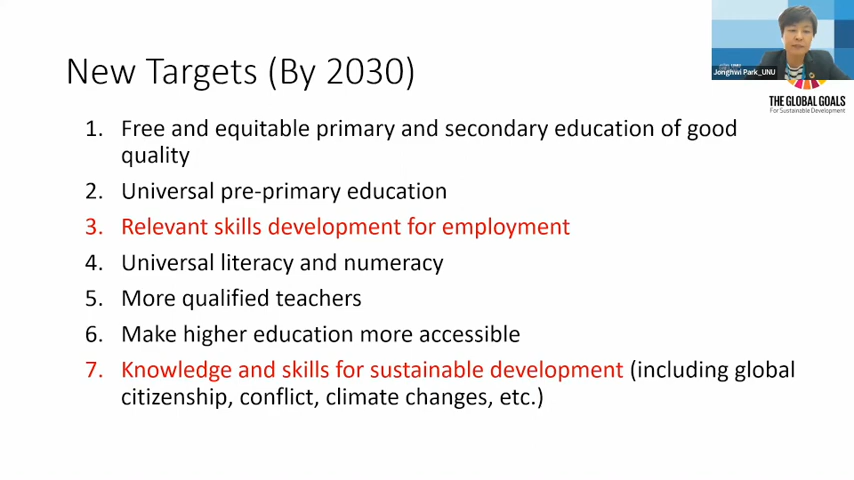 New Targets (By 2030)
Jonghwi Park_UNU
THE GLOBAL GOALS
For Sustainable Development
1. Free and equitable primary and secondary education of good
quality
2. Universal pre-primary education
3. Relevant skills development for employment
4. Universal literacy and numeracy
5. More qualified teachers
6. Make higher education more accessible
7. Knowledge and skills for sustainable development (including global
citizenship, conflict, climate changes, etc.)